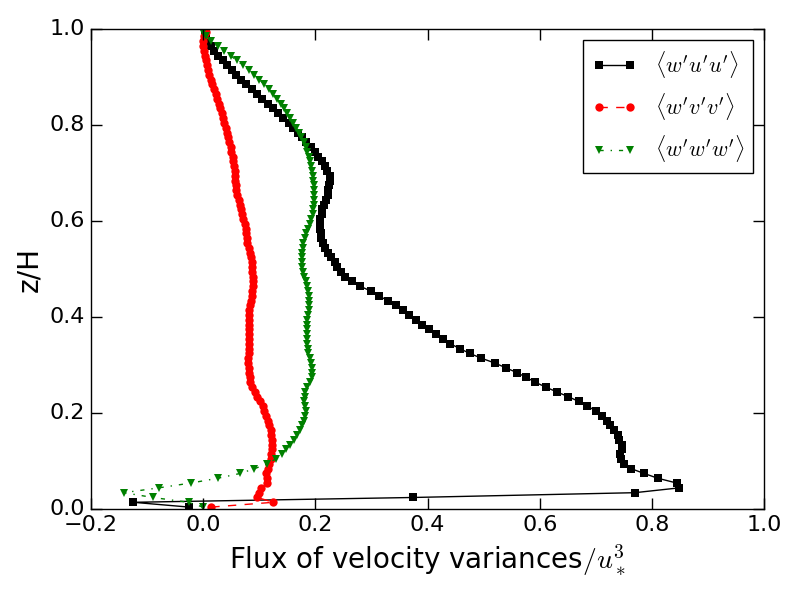 1.0
0.8
0.6
0.4
0.2
0.0
−0.2 0.0 0.2 0.4 0.6 0.8 1.0
z/H
Flux of velocity variances/u_*^3
⟨w′u′u′⟩
⟨w′v′v′⟩
⟨w′w′w′⟩